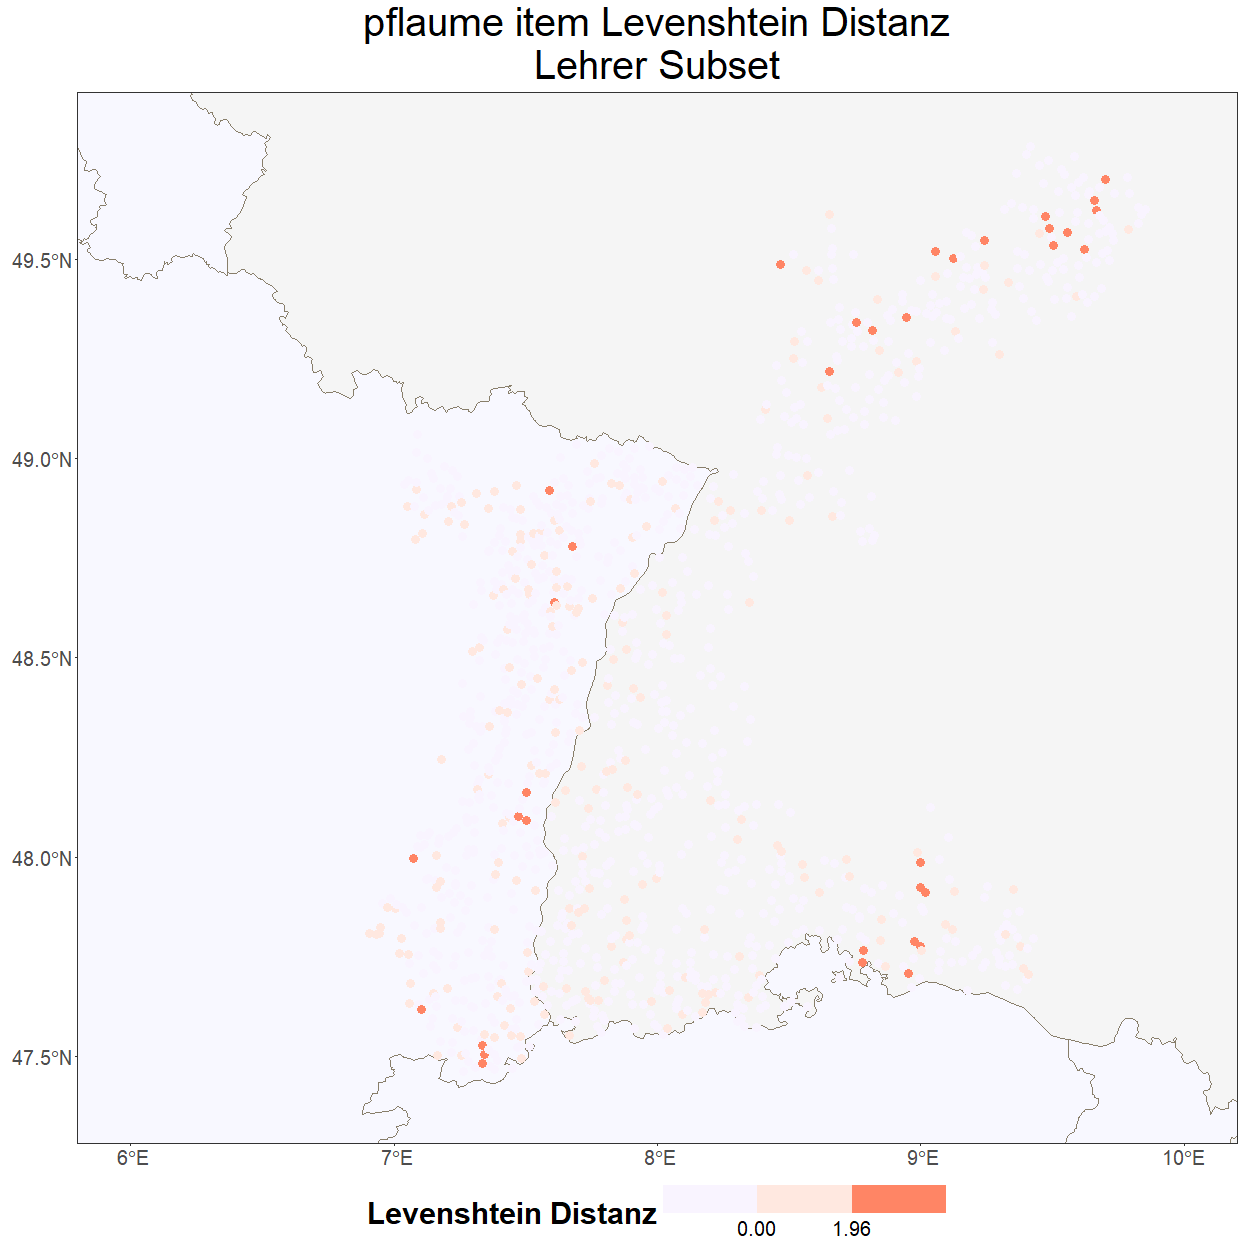 pflaume item Levenshtein Distanz
Lehrer Subset
49.5°N
49.0°N
48.5°N
48.0°N
47.5°N
6°E 7°E 8°E 9°E 10°E
Levenshtein Distanz
0.00 1.96